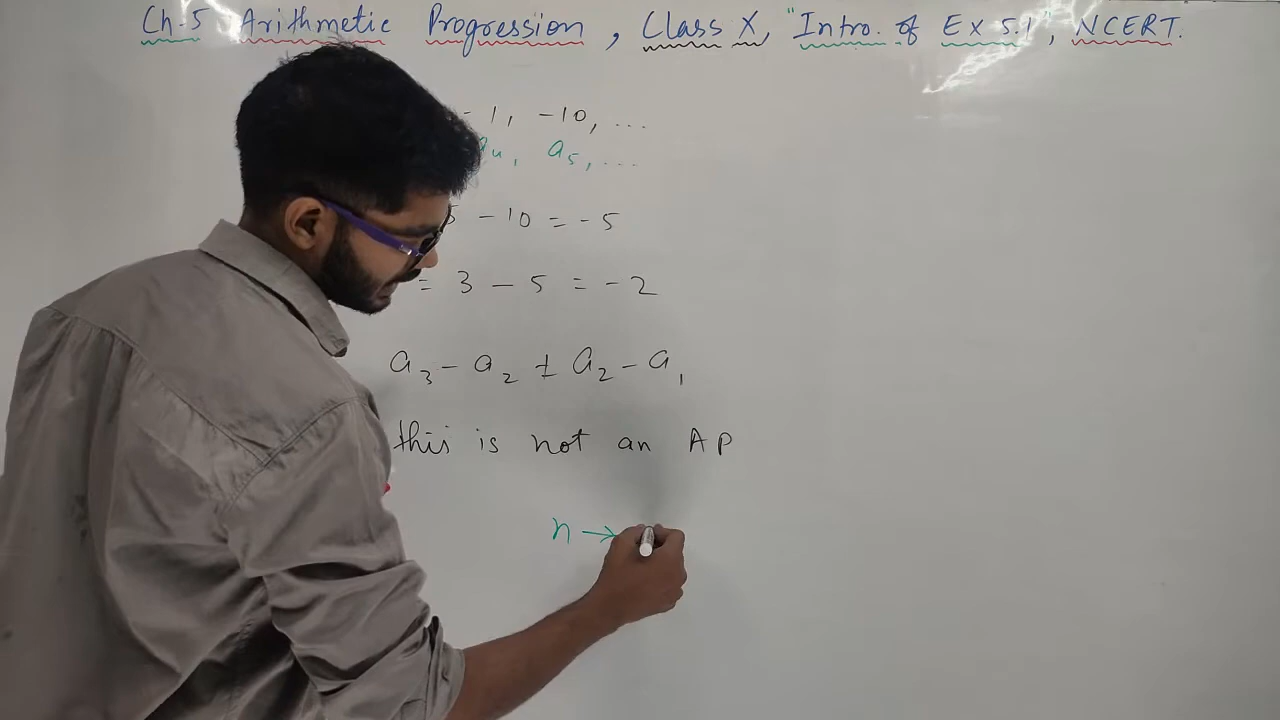 Ch-5 Arithmetic Progression, Class X, "Intro. of Ex 5.1", NCERT.
- 1, -10, ...
a₄, a₅, ...
5 - 10 = -5
= 3 - 5 = -2
a₃ - a₂ ≠ a₂ - a₁
this is not an AP
n →